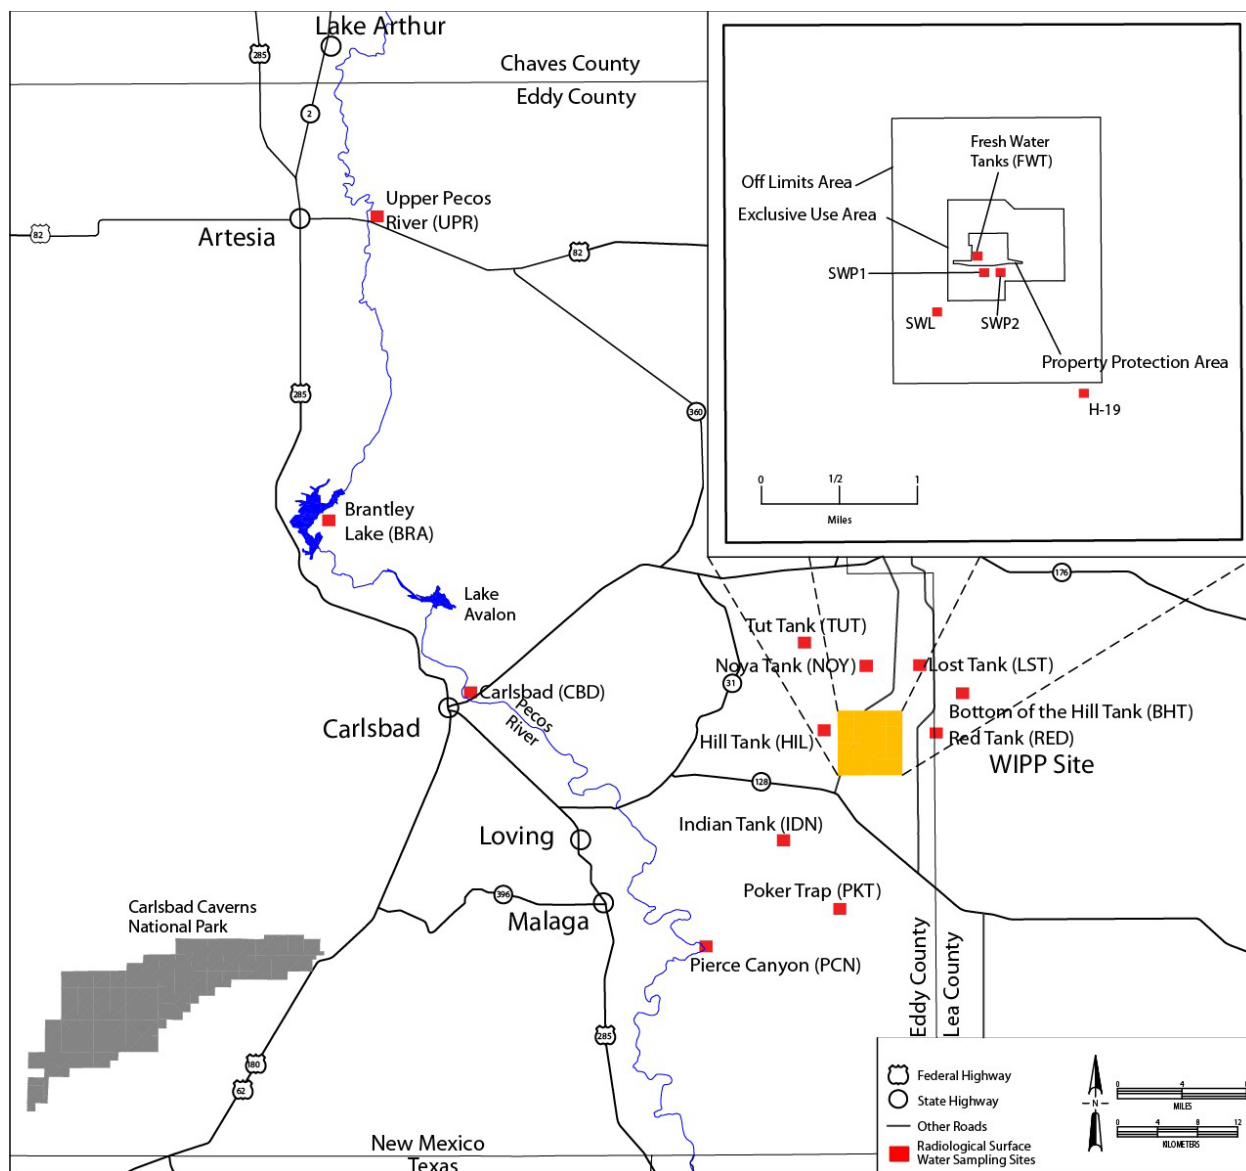 Lake Arthur
285
Chaves County
Eddy County
2
Upper Pecos
River (UPR)
Artesia
82
82
285
360
Brantley
Lake (BRA)
Lake
Avalon
Fresh Water
Tanks (FWT)
Off Limits Area
Exclusive Use Area
SWP1
SWL
SWP2
Property Protection Area
H-19
0
1/2
1
Miles
176
Tut Tank (TUT)
Noya Tank (NOY)
Lost Tank (LST)
31
Carlsbad (CBD)
Pecos
River
Carlsbad
Bottom of the Hill Tank (BHT)
Hill Tank (HIL)
Red Tank (RED)
WIPP Site
128
Indian Tank (IDN)
Loving
Poker Trap (PKT)
396
Malaga
Carlsbad Caverns
National Park
Pierce Canyon (PCN)
Eddy County
Lea County
285
180
62
New Mexico
Texas
Federal Highway
State Highway
Other Roads
Radiological Surface
Water Sampling Sites
N
0
4
8
MILES
0
4
8
12
KILOMETERS